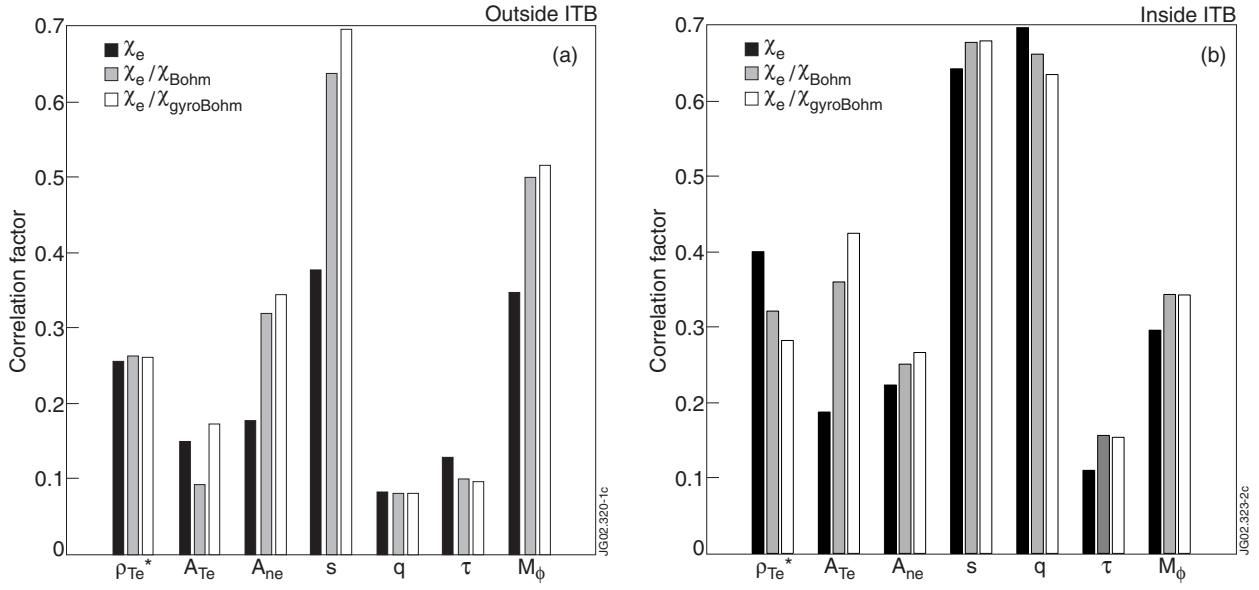 Outside ITB
0.7
0.6
0.5
0.4
0.3
0.2
0.1
0
Correlation factor
χe
χe/χBohm
χe/χgyroBohm
(a)
ρTe* ATe Ane s q τ Mϕ
JG02.320-1c
Inside ITB
0.7
0.6
0.5
0.4
0.3
0.2
0.1
0
Correlation factor
χe
χe/χBohm
χe/χgyroBohm
(b)
ρTe* ATe Ane s q τ Mϕ
JG02.323-2c